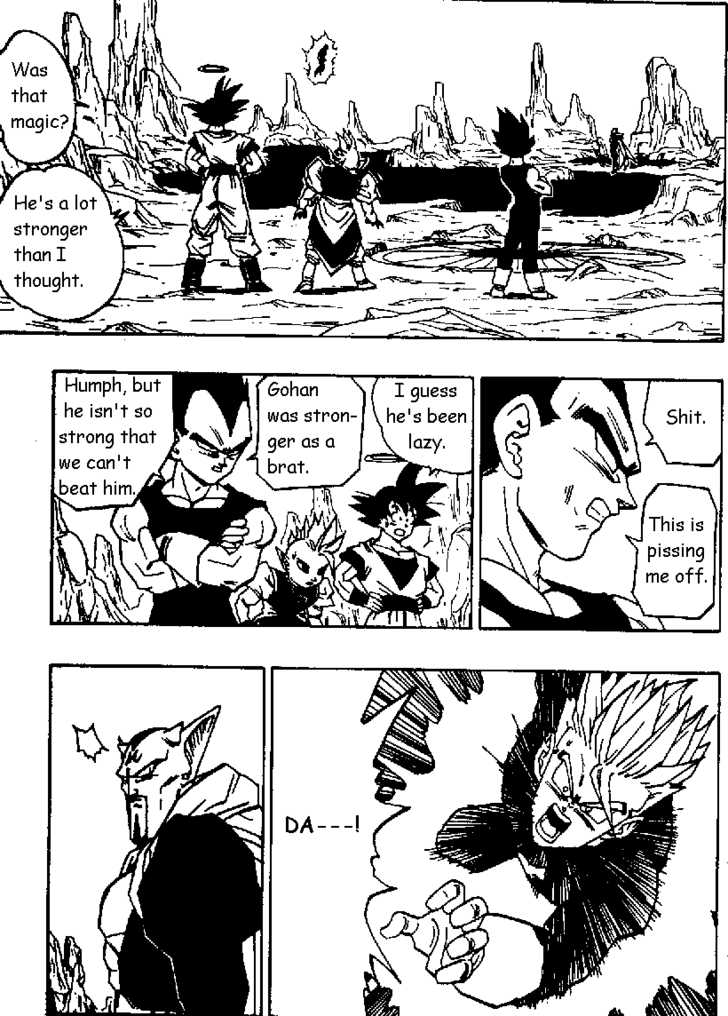 Was
that
magic?
He's a lot
stronger
than I
thought.
Shit.
This is
pissing
me off.
I guess
he's been
lazy.
Gohan
was stron-
ger as a
brat.
Humph, but
he isn't so
strong that
we can't
beat him.
DA---!